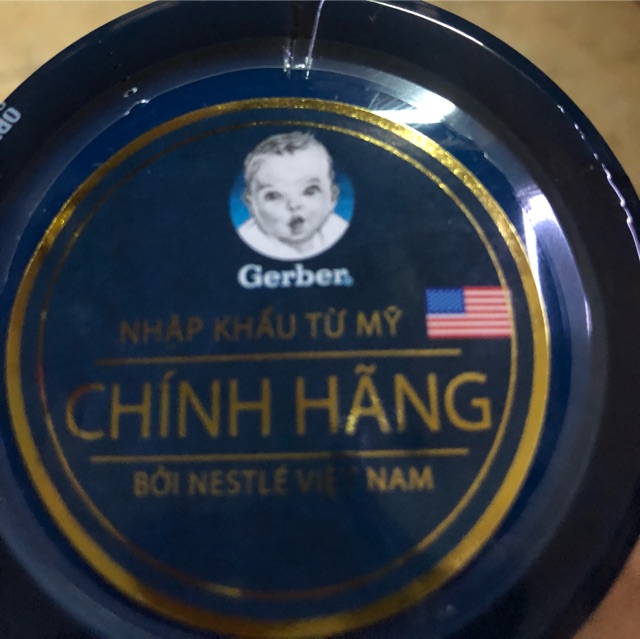 Gerber
NHẬP KHẨU TỪ MỸ
CHÍNH HÃNG
BỞI NESTLÉ VIỆT NAM